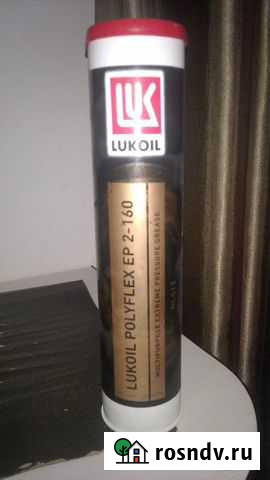 LUK
LUKOIL
LUKOIL POLYFLEX EP 2-160
MULTIPURPOSE EXTREME PRESSURE GREASE
rosndv.ru